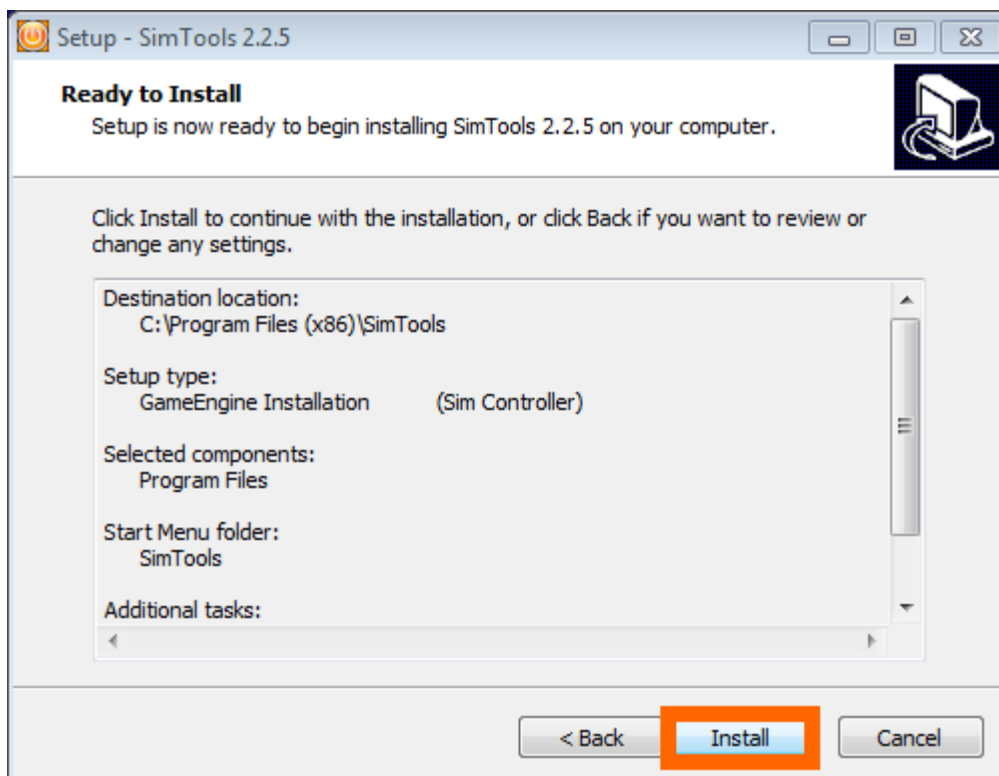 Setup - SimTools 2.2.5
Ready to Install
Setup is now ready to begin installing SimTools 2.2.5 on your computer.
Click Install to continue with the installation, or click Back if you want to review or
change any settings.
Destination location:
C:\Program Files (x86)\SimTools
Setup type:
GameEngine Installation (Sim Controller)
Selected components:
Program Files
Start Menu folder:
SimTools
Additional tasks:
< Back Install Cancel